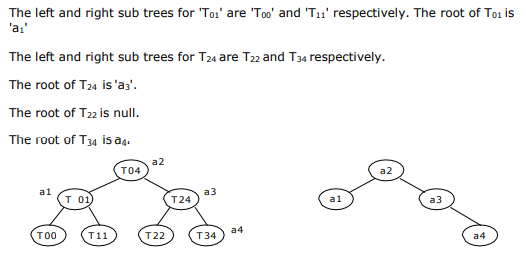 The left and right sub trees for 'T₀₁' are 'T₀₀' and 'T₁₁' respectively. The root of T₀₁ is
'a₁'
The left and right sub trees for T₂₄ are T₂₂ and T₃₄ respectively.
The root of T₂₄ is 'a₃'.
The root of T₂₂ is null.
The root of T₃₄ is a₄.
a2
T04
a2
a1
a3
T 01
T24
a1
a3
T00
T11
T22
T34
a4
a4